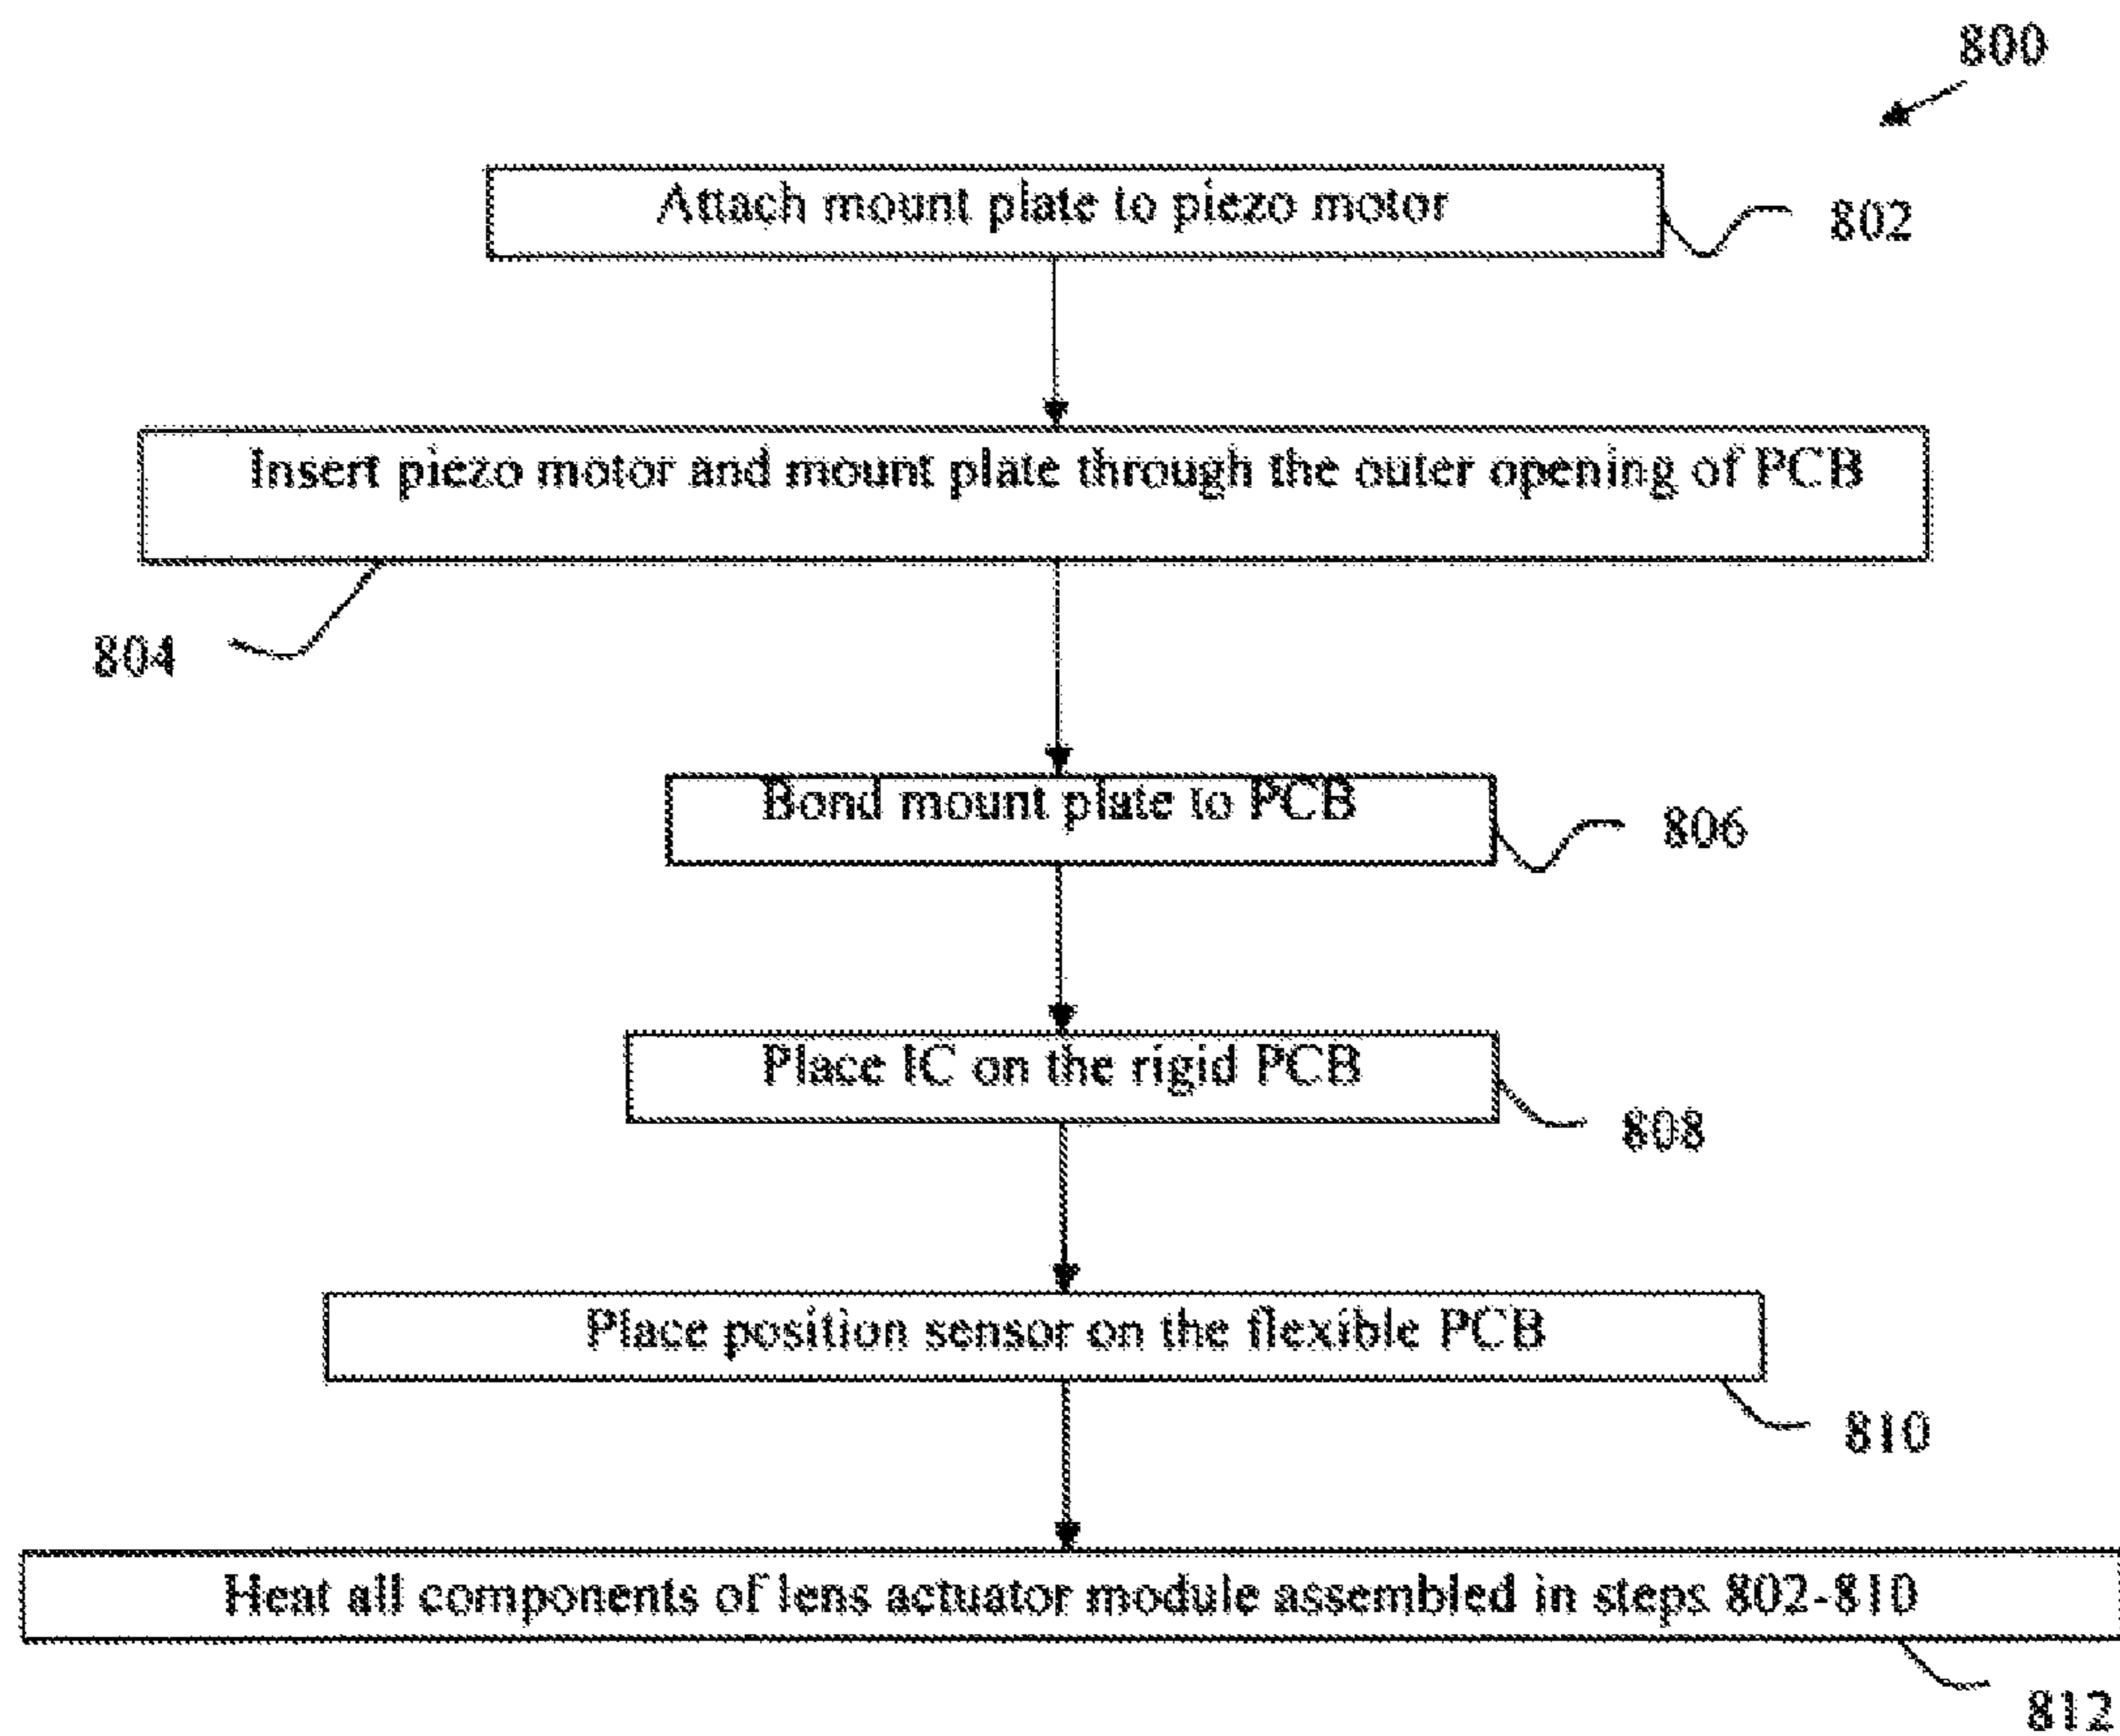 800
Attach mount plate to piezo motor
802
Insert piezo motor and mount plate through the outer opening of PCB
804
Bond mount plate to PCB
806
Place IC on the rigid PCB
808
Place position sensor on the flexible PCB
810
Heat all components of lens actuator module assembled in steps 802-810
812